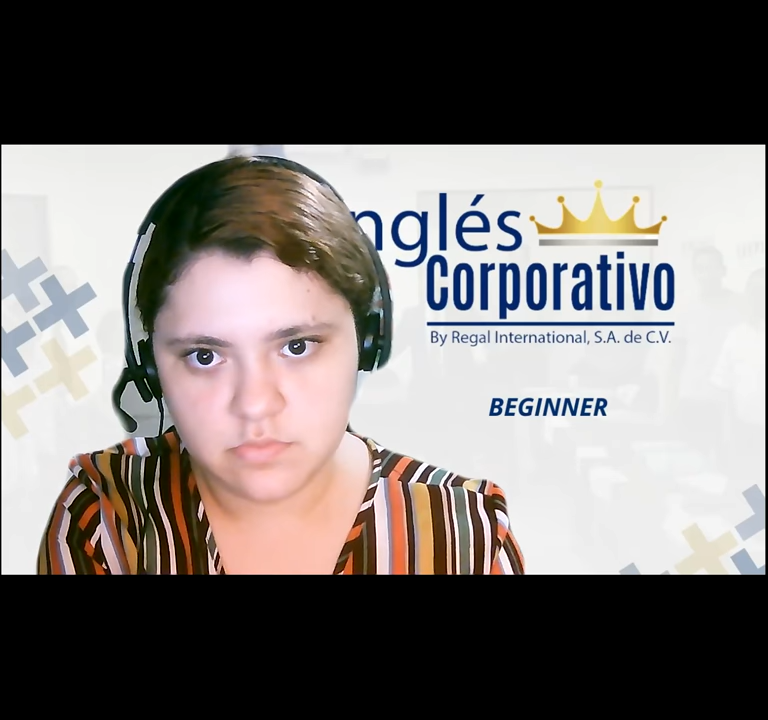 nglés
Corporativo
By Regal International, S.A. de C.V.
BEGINNER